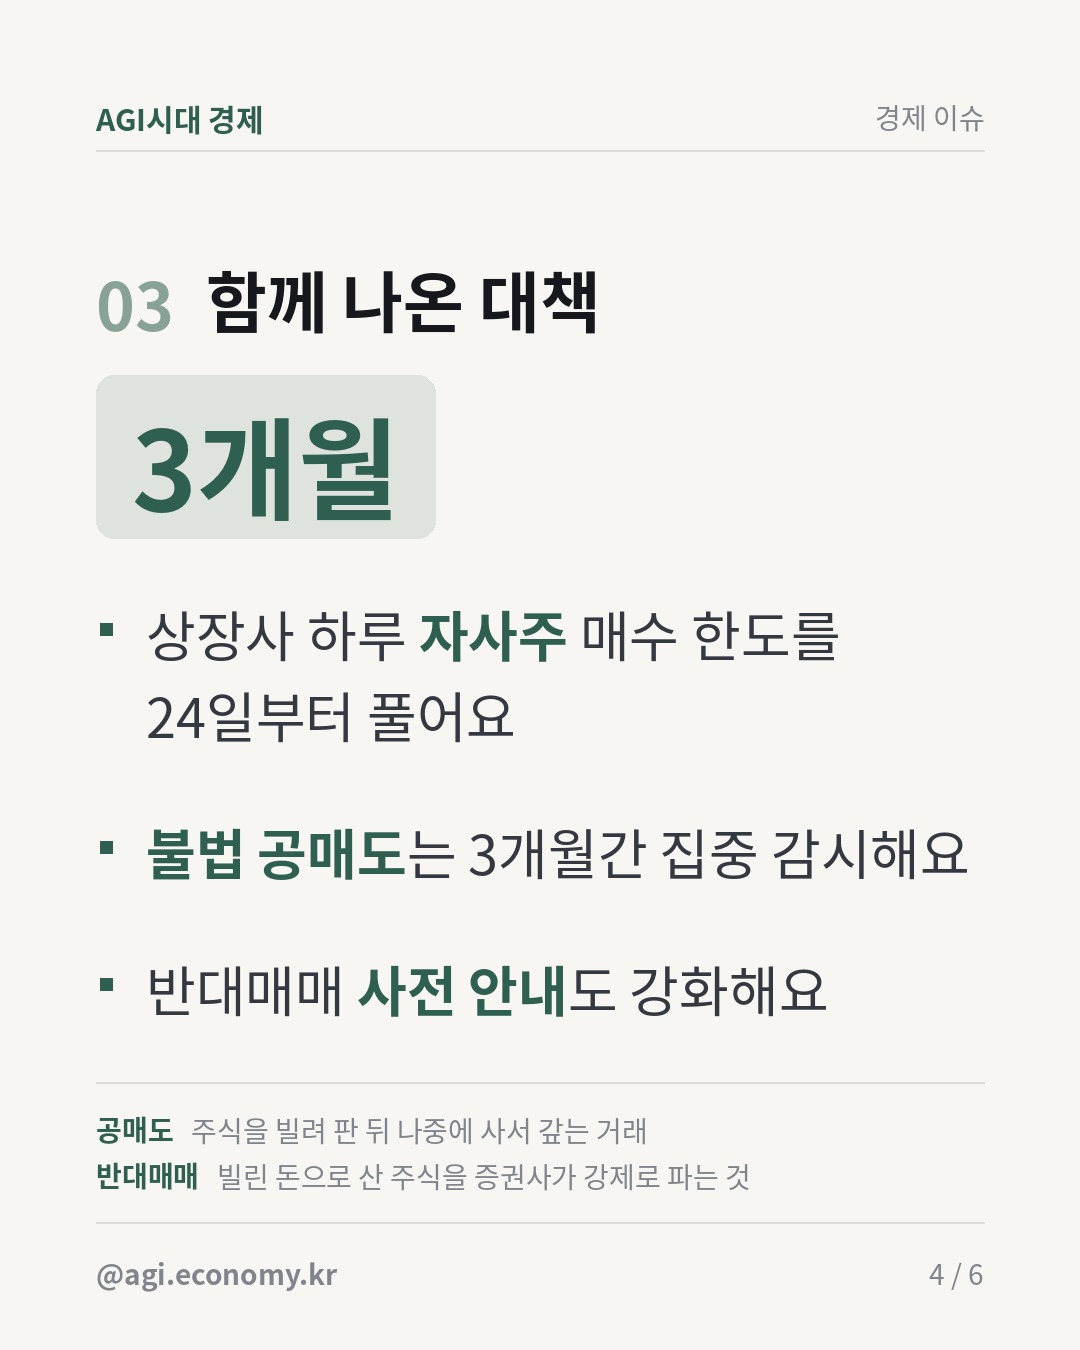 AGI시대 경제
경제 이슈
03 함께 나온 대책
3개월
▪ 상장사 하루 자사주 매수 한도를
24일부터 풀어요
▪ 불법 공매도는 3개월간 집중 감시해요
▪ 반대매매 사전 안내도 강화해요
공매도 주식을 빌려 판 뒤 나중에 사서 갚는 거래
반대매매 빌린 돈으로 산 주식을 증권사가 강제로 파는 것
@agi.economy.kr
4 / 6